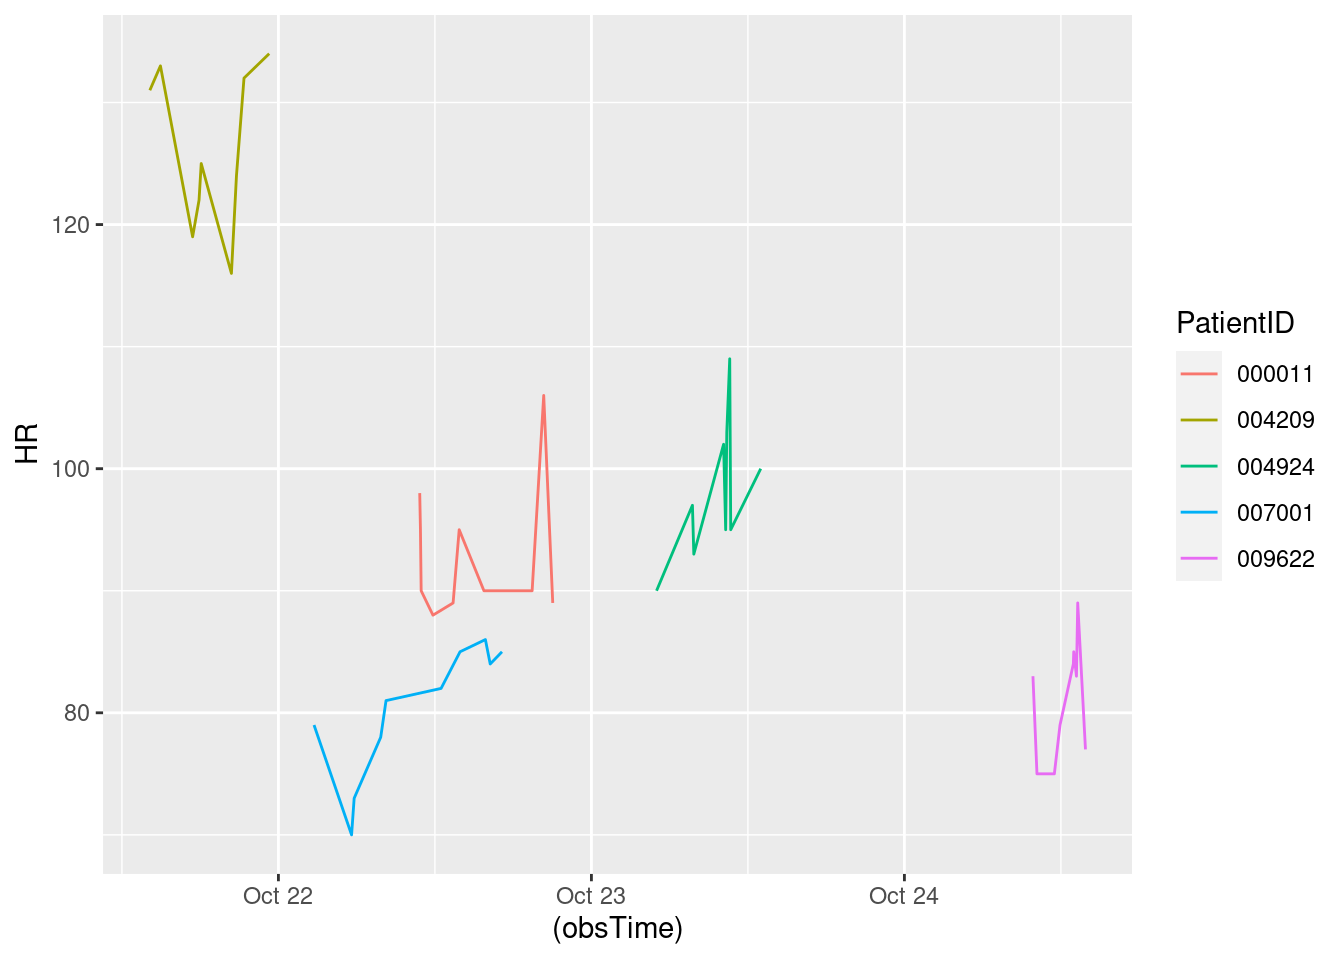 HR
120
100
80
Oct 22
Oct 23
Oct 24
(obsTime)
PatientID
000011
004209
004924
007001
009622